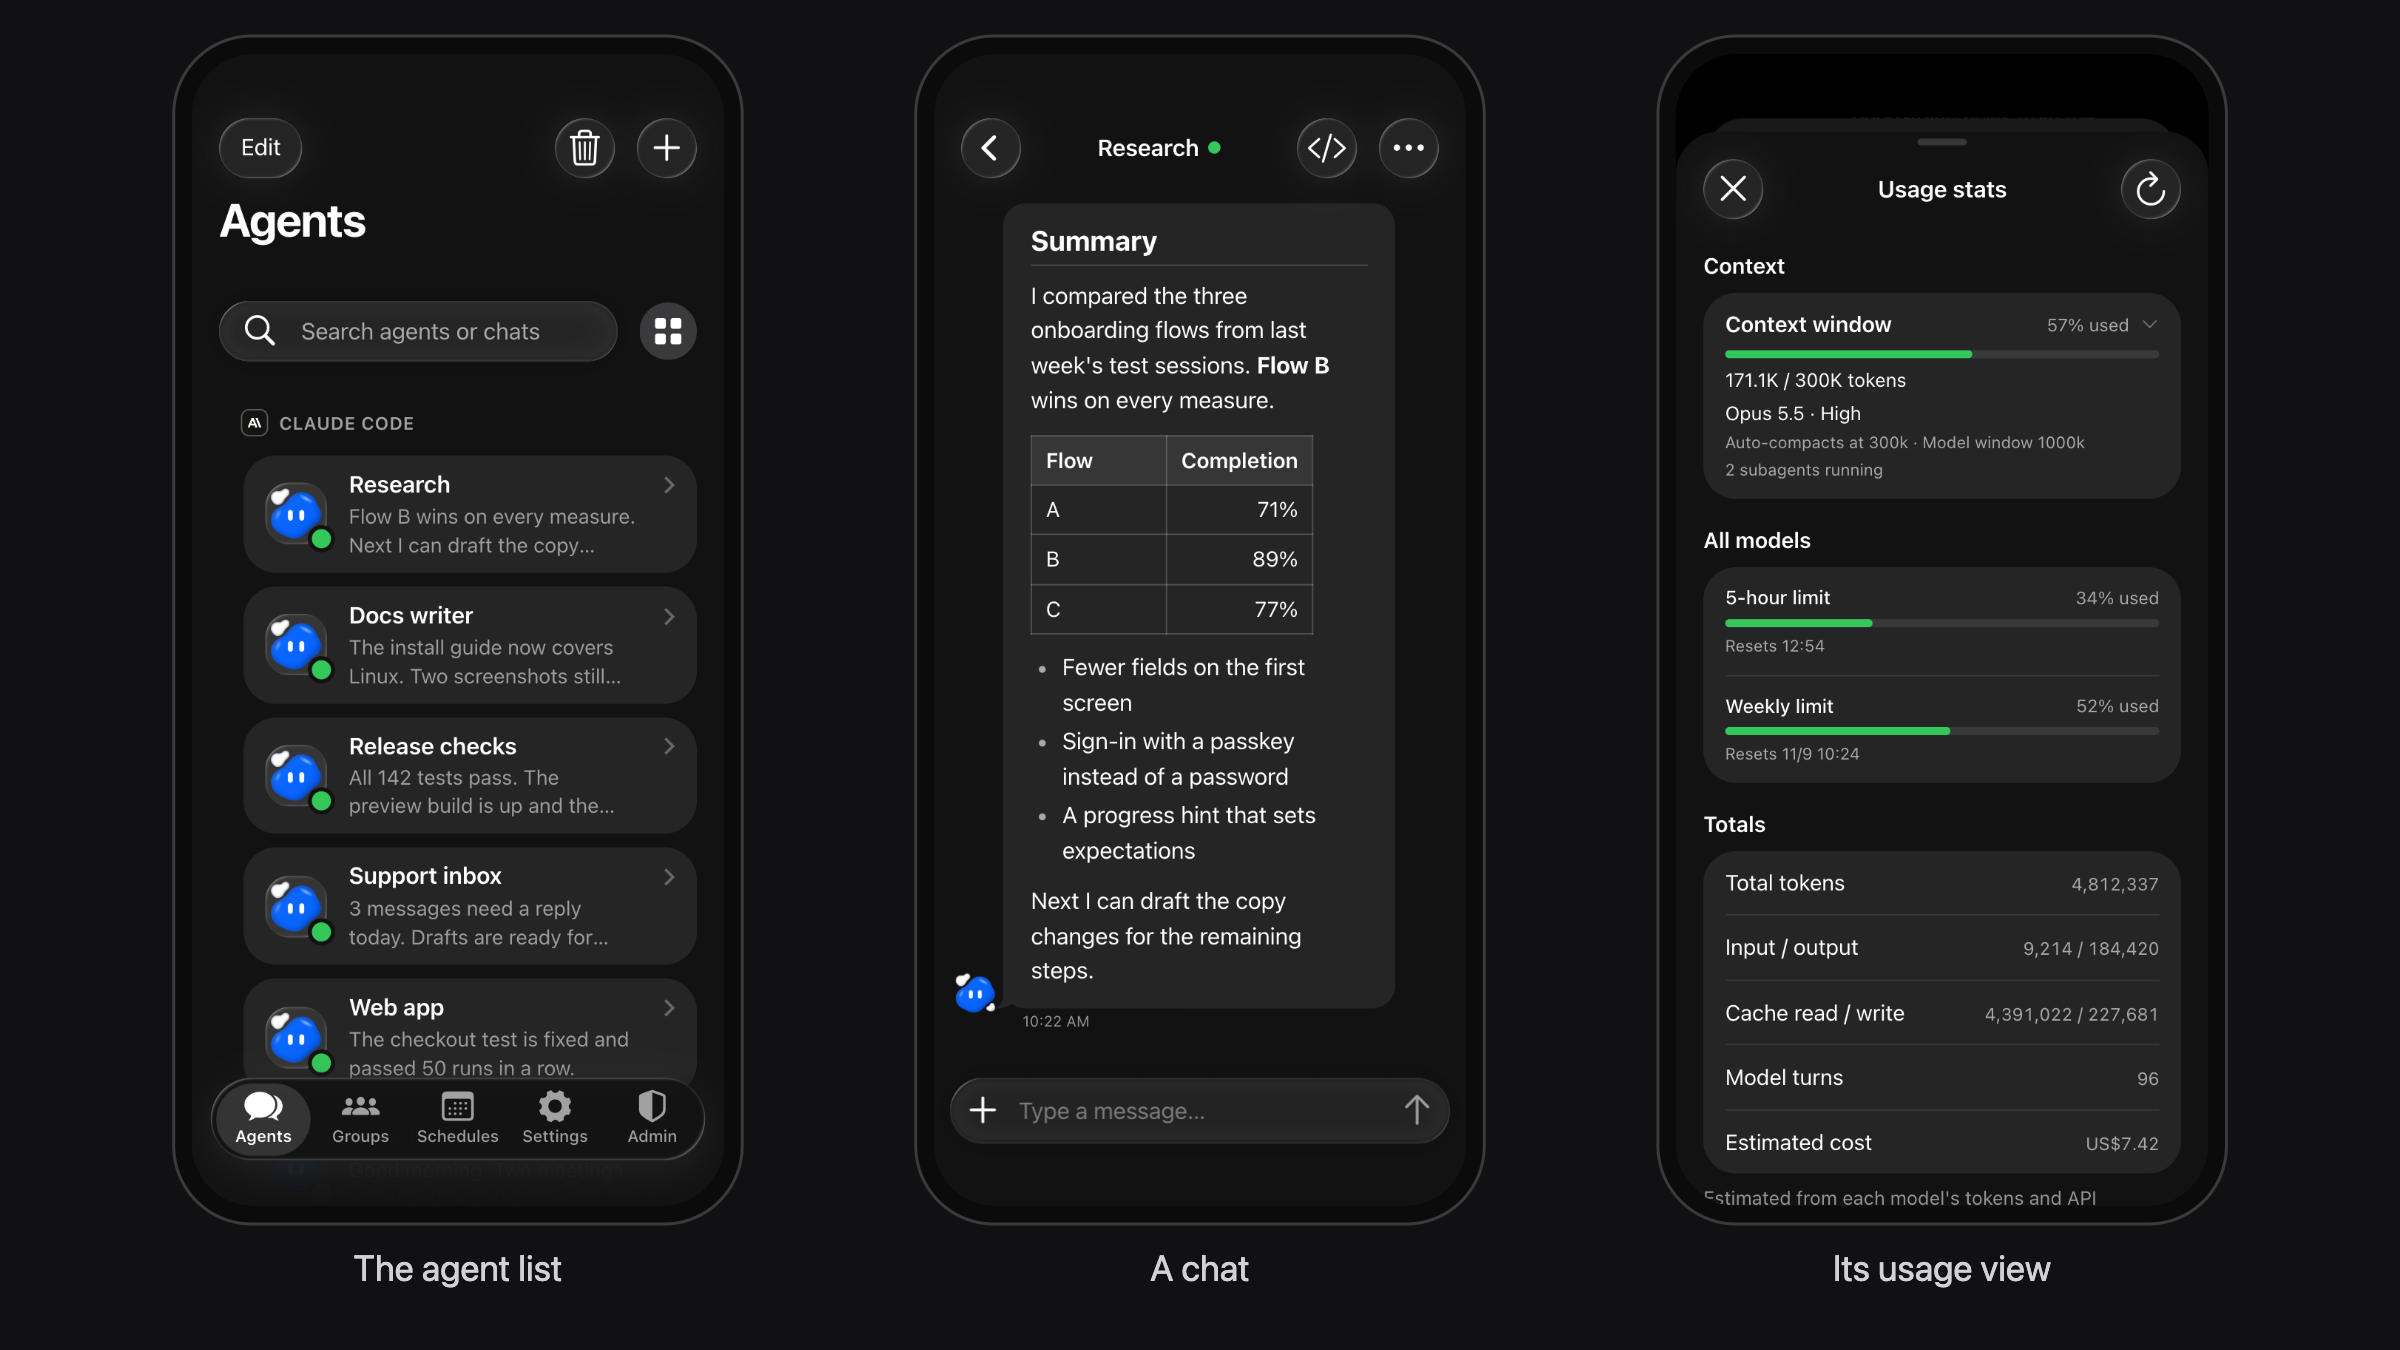 Edit
Agents
Search agents or chats
CLAUDE CODE
Research
Flow B wins on every measure.
Next I can draft the copy...
Docs writer
The install guide now covers
Linux. Two screenshots still...
Release checks
All 142 tests pass. The
preview build is up and the...
Support inbox
3 messages need a reply
today. Drafts are ready for...
Web app
The checkout test is fixed and
passed 50 runs in a row.
Agents
Groups
Schedules
Settings
Admin
Good morning. Two meetings
The agent list
Research
Summary
I compared the three
onboarding flows from last
week's test sessions. Flow B
wins on every measure.
Flow Completion
A 71%
B 89%
C 77%
• Fewer fields on the first
screen
• Sign-in with a passkey
instead of a password
• A progress hint that sets
expectations
Next I can draft the copy
changes for the remaining
steps.
10:22 AM
Type a message...
A chat
Usage stats
Context
Context window 57% used
171.1K / 300K tokens
Opus 5.5 · High
Auto-compacts at 300k · Model window 1000k
2 subagents running
All models
5-hour limit 34% used
Resets 12:54
Weekly limit 52% used
Resets 11/9 10:24
Totals
Total tokens 4,812,337
Input / output 9,214 / 184,420
Cache read / write 4,391,022 / 227,681
Model turns 96
Estimated cost US$7.42
Estimated from each model's tokens and API
Its usage view